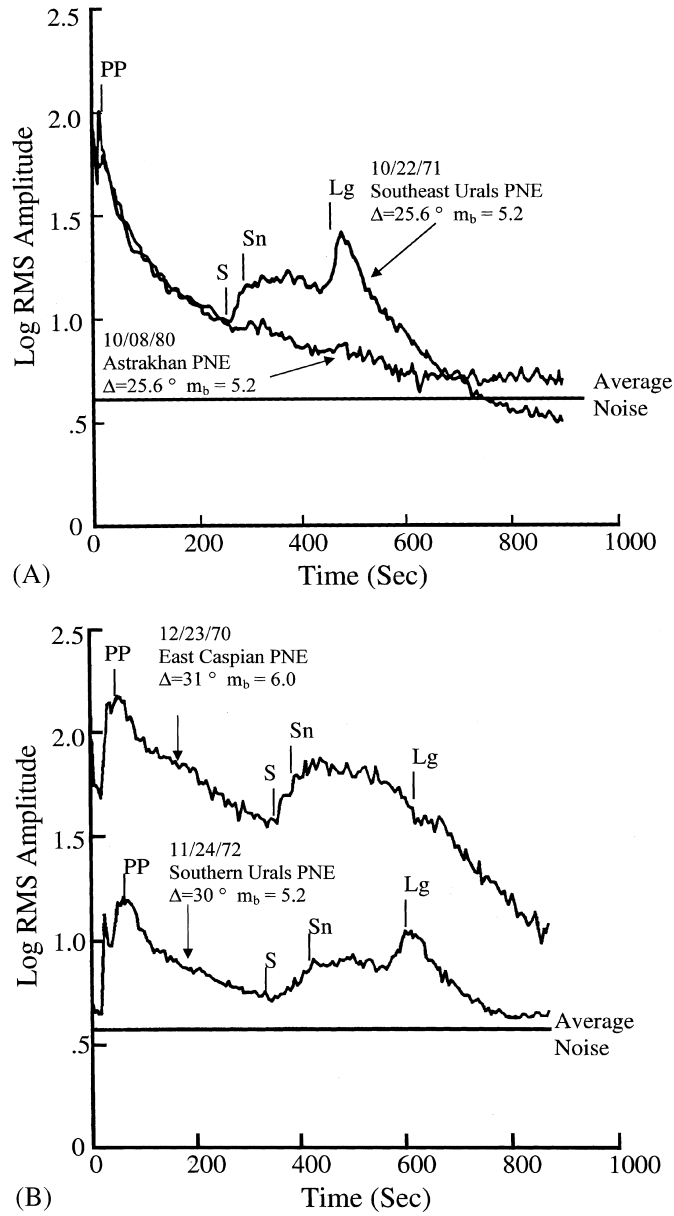 2.5
PP
2.0
10/22/71
Southeast Urals PNE
Δ=25.6 ° mb = 5.2
Lg
1.5
Sn
S
Log RMS Amplitude
1.0
10/08/80
Astrakhan PNE
Δ=25.6 ° mb = 5.2
Average
Noise
.5
0
0 200 400 600 800 1000
Time (Sec)
(A)
2.5
12/23/70
East Caspian PNE
Δ=31 ° mb = 6.0
PP
2.0
Sn
S
Lg
Log RMS Amplitude
1.5
11/24/72
Southern Urals PNE
Δ=30 ° mb = 5.2
PP
Lg
Sn
1.0
S
Average
Noise
.5
0
0 200 400 600 800 1000
Time (Sec)
(B)